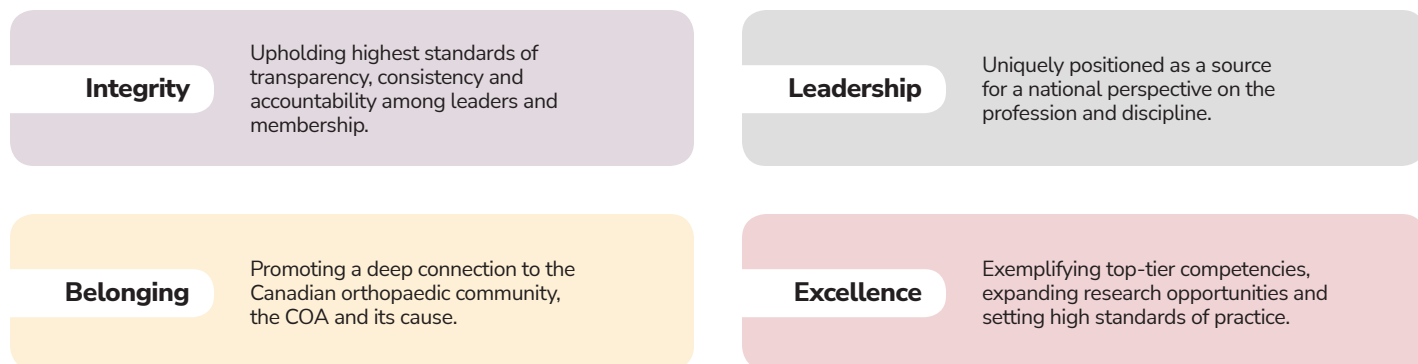 Integrity
Upholding highest standards of
transparency, consistency and
accountability among leaders and
membership.
Leadership
Uniquely positioned as a source
for a national perspective on the
profession and discipline.
Belonging
Promoting a deep connection to the
Canadian orthopaedic community,
the COA and its cause.
Excellence
Exemplifying top-tier competencies,
expanding research opportunities and
setting high standards of practice.